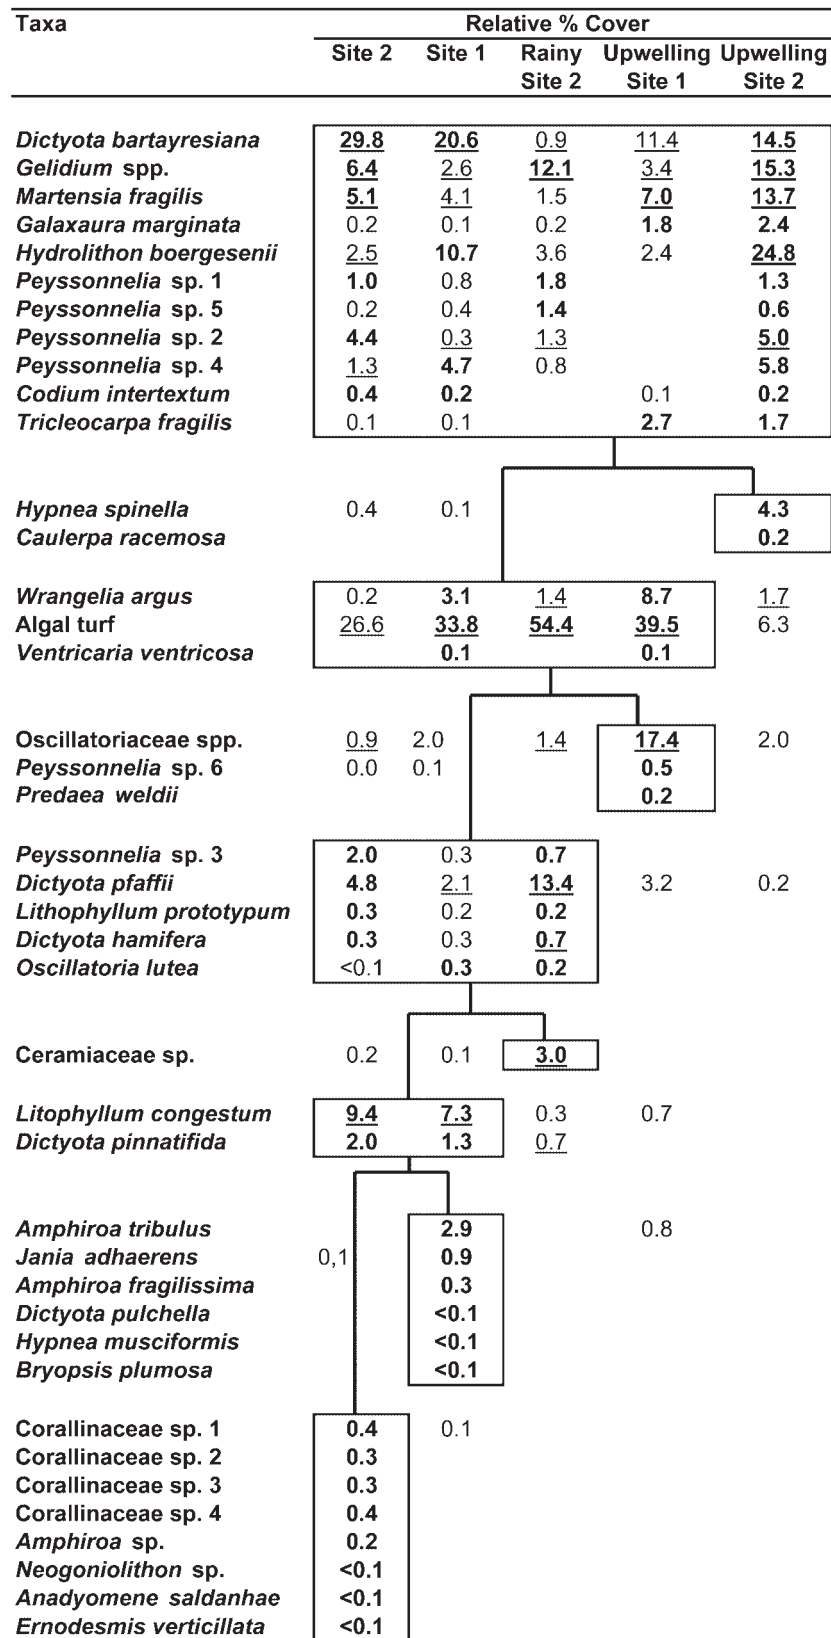 Taxa Relative % Cover
Site 2 Site 1 Rainy Upwelling Upwelling
Site 2 Site 1 Site 2
Dictyota bartayresiana 29.8 20.6 0.9 11.4 14.5
Gelidium spp. 6.4 2.6 12.1 3.4 15.3
Martensia fragilis 5.1 4.1 1.5 7.0 13.7
Galaxaura marginata 0.2 0.1 0.2 1.8 2.4
Hydrolithon boergesenii 2.5 10.7 3.6 2.4 24.8
Peyssonnelia sp. 1 1.0 0.8 1.8 1.3
Peyssonnelia sp. 5 0.2 0.4 1.4 0.6
Peyssonnelia sp. 2 4.4 0.3 1.3 5.0
Peyssonnelia sp. 4 1.3 4.7 0.8 5.8
Codium intertextum 0.4 0.2 0.1 0.2
Tricleocarpa fragilis 0.1 0.1 2.7 1.7
Hypnea spinella 0.4 0.1 4.3
Caulerpa racemosa 0.2
Wrangelia argus 0.2 3.1 1.4 8.7 1.7
Algal turf 26.6 33.8 54.4 39.5 6.3
Ventricaria ventricosa 0.1 0.1
Oscillatoriaceae spp. 0.9 2.0 1.4 17.4 2.0
Peyssonnelia sp. 6 0.0 0.1 0.5
Predaea weldii 0.2
Peyssonnelia sp. 3 2.0 0.3 0.7
Dictyota pfaffii 4.8 2.1 13.4 3.2 0.2
Lithophyllum prototypum 0.3 0.2 0.2
Dictyota hamifera 0.3 0.3 0.7
Oscillatoria lutea <0.1 0.3 0.2
Ceramiaceae sp. 0.2 0.1 3.0
Litophyllum congestum 9.4 7.3 0.3 0.7
Dictyota pinnatifida 2.0 1.3 0.7
Amphiroa tribulus 2.9 0.8
Jania adhaerens 0,1 0.9
Amphiroa fragilissima 0.3
Dictyota pulchella <0.1
Hypnea musciformis <0.1
Bryopsis plumosa <0.1
Corallinaceae sp. 1 0.4 0.1
Corallinaceae sp. 2 0.3
Corallinaceae sp. 3 0.3
Corallinaceae sp. 4 0.4
Amphiroa sp. 0.2
Neogoniolithon sp. <0.1
Anadyomene saldanhae <0.1
Ernodesmis verticillata <0.1